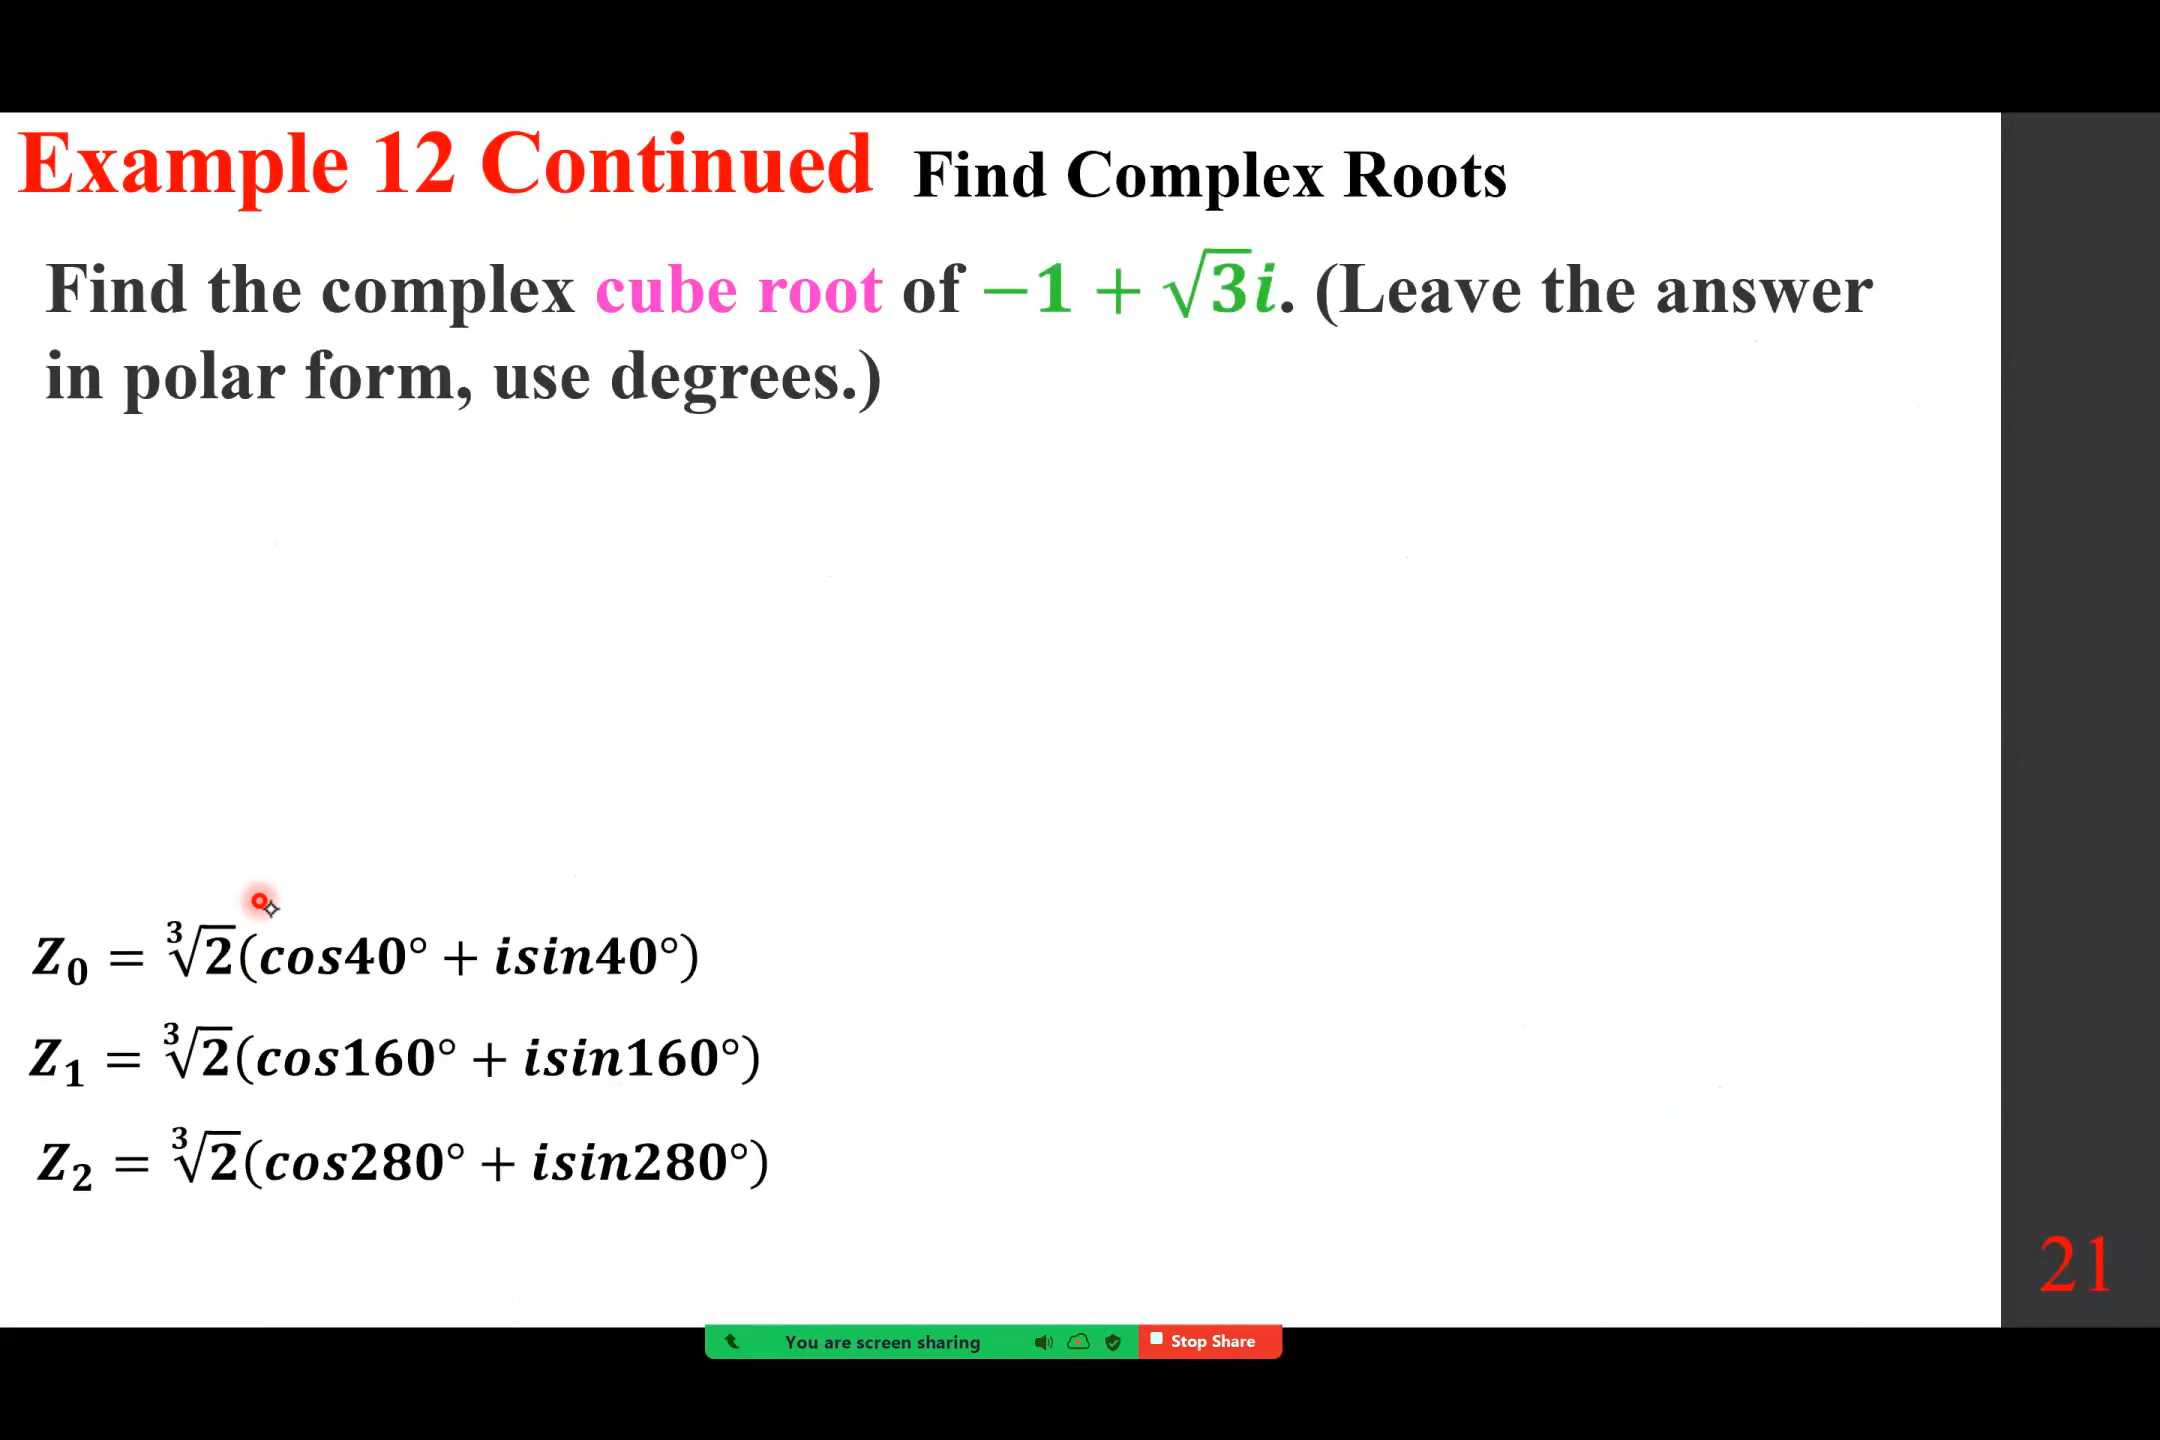 Example 12 Continued Find Complex Roots
Find the complex cube root of −1 + √3i. (Leave the answer
in polar form, use degrees.)
Z₀ = ∛2(cos40° + isin40°)
Z₁ = ∛2(cos160° + isin160°)
Z₂ = ∛2(cos280° + isin280°)
21
You are screen sharing Stop Share